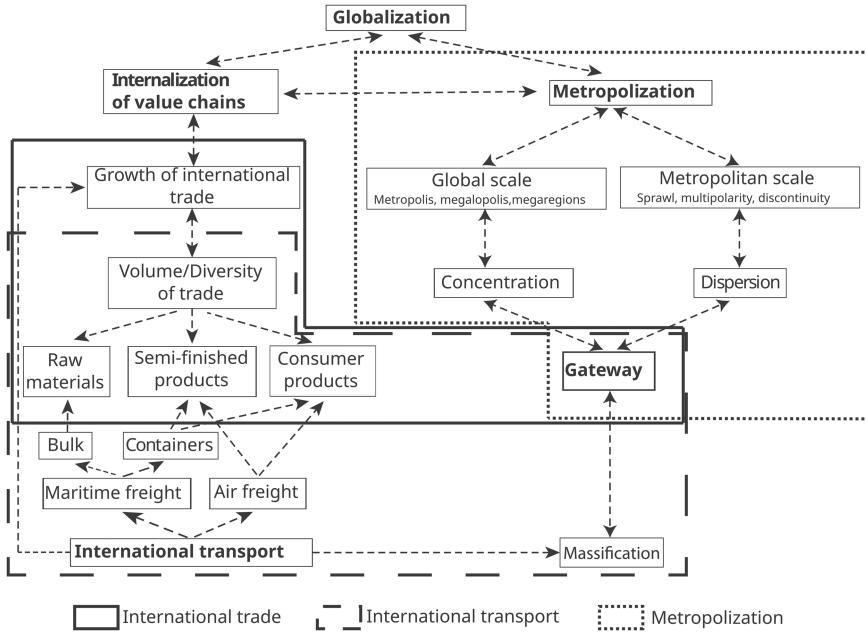 Globalization
Internalization
of value chains
Metropolization
Growth of international
trade
Global scale
Metropolis, megalopolis,megaregions
Metropolitan scale
Sprawl, multipolarity, discontinuity
Volume/Diversity
of trade
Concentration
Dispersion
Raw
materials
Semi-finished
products
Consumer
products
Gateway
Bulk
Containers
Maritime freight
Air freight
International transport
Massification
International trade
International transport
Metropolization